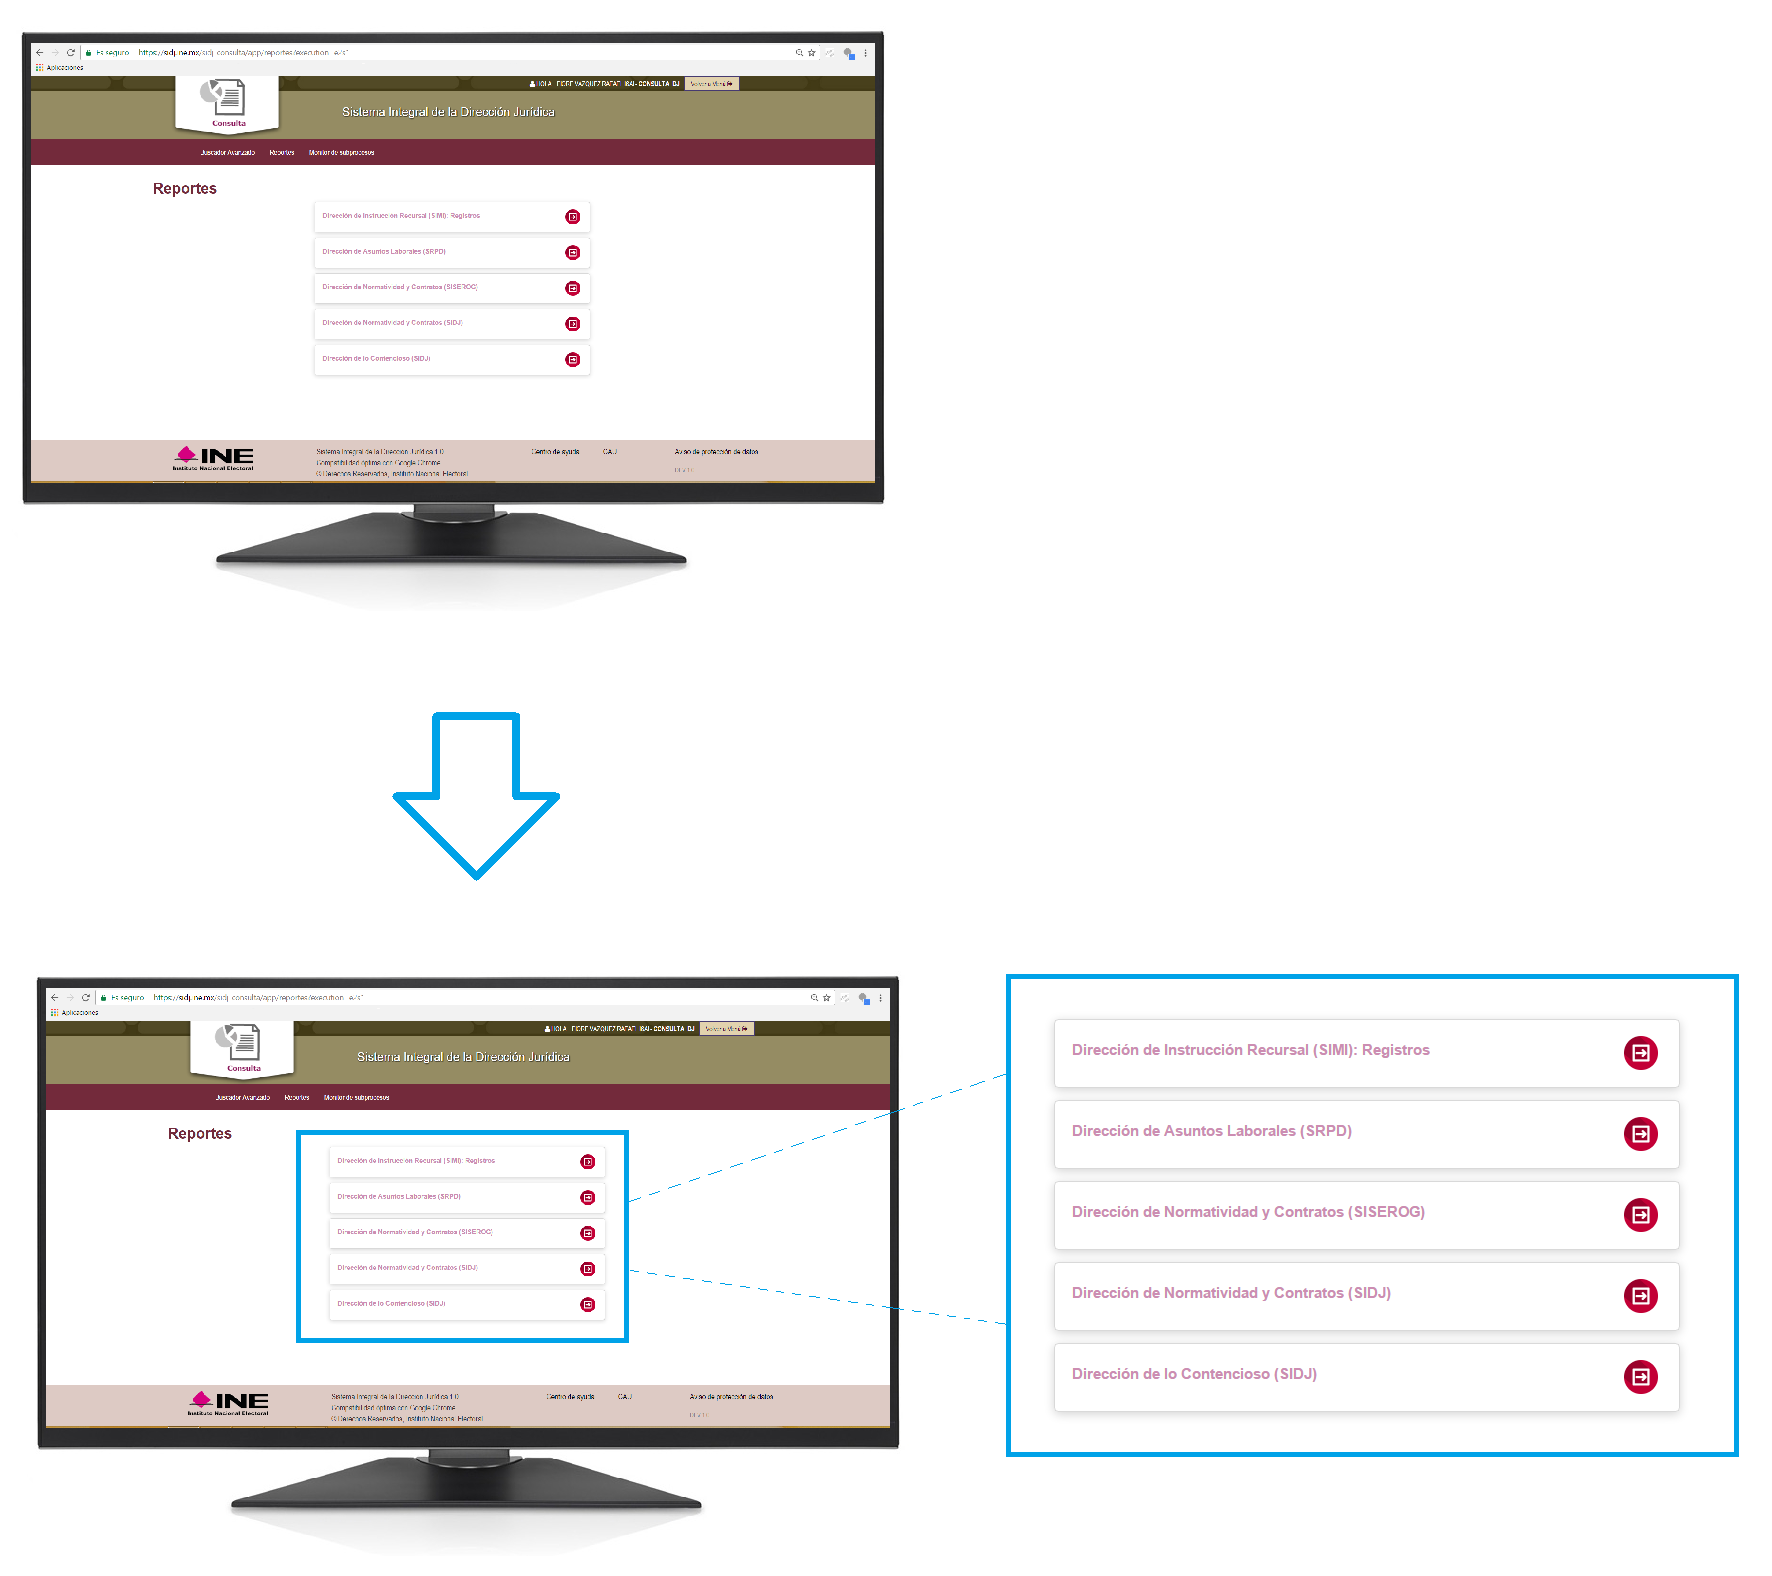 Es seguro https://sidj.ine.mx/sidj-consulta/app/reportes?execution=e2s1
Aplicaciones
CONSULTA DJ Volver a Menú
Consulta
Sistema Integral de la Dirección Jurídica
Buscador Avanzado Reportes Monitor de subprocesos
Reportes
Dirección de Instrucción Recursal (SIMI): Registros
Dirección de Asuntos Laborales (SRPD)
Dirección de Normatividad y Contratos (SISEROG)
Dirección de Normatividad y Contratos (SIDJ)
Dirección de lo Contencioso (SIDJ)
INE
Instituto Nacional Electoral
Sistema Integral de la Dirección Jurídica 1.0
Compatibilidad óptima con Google Chrome
© Derechos Reservados, Instituto Nacional Electoral
Centro de ayuda CAU Aviso de protección de datos
Es seguro https://sidj.ine.mx/sidj-consulta/app/reportes?execution=e2s1
Aplicaciones
CONSULTA DJ Volver a Menú
Consulta
Sistema Integral de la Dirección Jurídica
Buscador Avanzado Reportes Monitor de subprocesos
Reportes
Dirección de Instrucción Recursal (SIMI): Registros
Dirección de Asuntos Laborales (SRPD)
Dirección de Normatividad y Contratos (SISEROG)
Dirección de Normatividad y Contratos (SIDJ)
Dirección de lo Contencioso (SIDJ)
INE
Instituto Nacional Electoral
Sistema Integral de la Dirección Jurídica 1.0
Compatibilidad óptima con Google Chrome
© Derechos Reservados, Instituto Nacional Electoral
Centro de ayuda CAU Aviso de protección de datos
Dirección de Instrucción Recursal (SIMI): Registros
Dirección de Asuntos Laborales (SRPD)
Dirección de Normatividad y Contratos (SISEROG)
Dirección de Normatividad y Contratos (SIDJ)
Dirección de lo Contencioso (SIDJ)